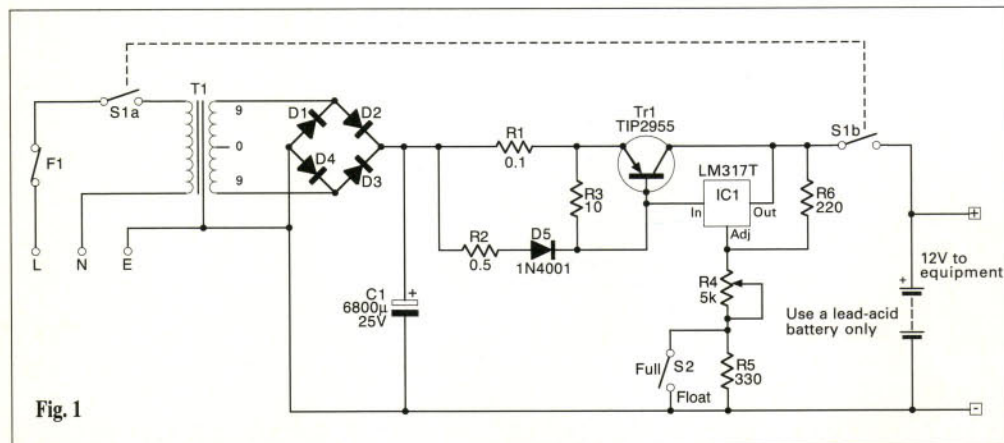 S1a
T1
9
0
9
F1
L
N
E
D1
D2
D4
D3
C1
6800µ
25V
+
R1
0.1
R2
0.5
D5
1N4001
R3
10
Tr1
TIP2955
LM317T
IC1
In
Out
Adj
R4
5k
R6
220
S1b
Full
S2
Float
R5
330
+
12V to
equipment
+
Use a lead-acid
battery only
-
Fig. 1